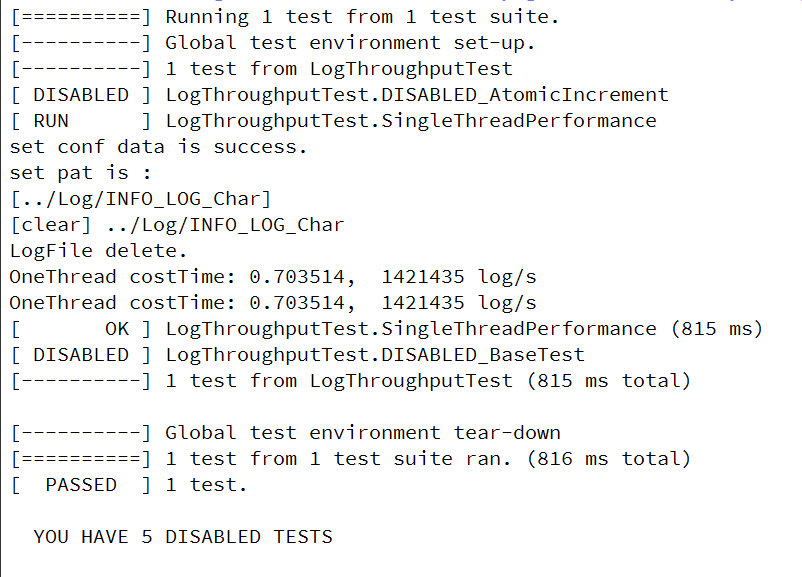 [==========] Running 1 test from 1 test suite.
[----------] Global test environment set-up.
[----------] 1 test from LogThroughputTest
[ DISABLED ] LogThroughputTest.DISABLED_AtomicIncrement
[ RUN      ] LogThroughputTest.SingleThreadPerformance
set conf data is success.
set pat is :
[../Log/INFO_LOG_Char]
[clear] ../Log/INFO_LOG_Char
LogFile delete.
OneThread costTime: 0.703514,  1421435 log/s
OneThread costTime: 0.703514,  1421435 log/s
[       OK ] LogThroughputTest.SingleThreadPerformance (815 ms)
[ DISABLED ] LogThroughputTest.DISABLED_BaseTest
[----------] 1 test from LogThroughputTest (815 ms total)

[----------] Global test environment tear-down
[==========] 1 test from 1 test suite ran. (816 ms total)
[  PASSED  ] 1 test.

  YOU HAVE 5 DISABLED TESTS